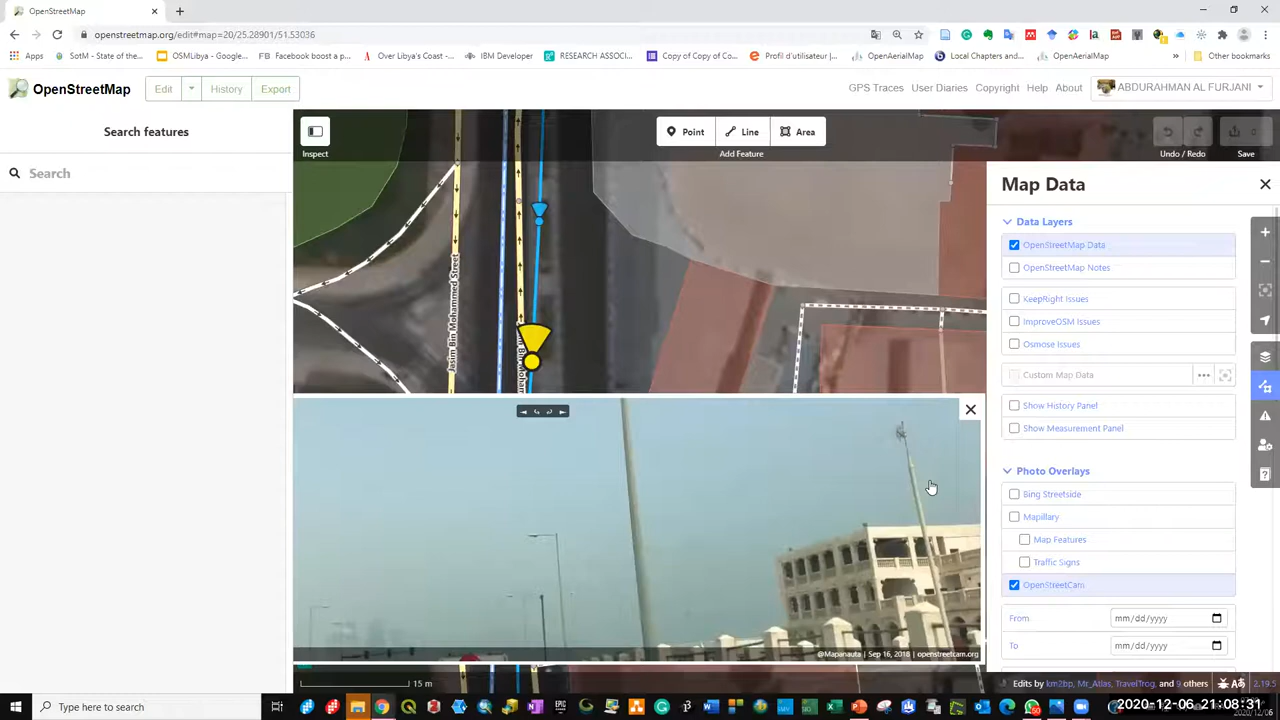 OpenStreetMap
openstreetmap.org/edit#map=20/25.28901/51.53036
Apps
SotM - State of the...
OSMLibya - Google...
Facebook boost a p...
Over Libya's Coast -...
IBM Developer
RESEARCH ASSOCI...
Copy of Copy of Co...
Profil d'utilisateur :...
OpenAerialMap
Local Chapters and...
OpenAerialMap
»
Other bookmarks
OpenStreetMap
Edit
History
Export
GPS Traces
User Diaries
Copyright
Help
About
ABDURAHMAN AL FURJANI
Search features
Search
Inspect
Point
Line
Area
Add Feature
Undo / Redo
Save
Jasim Bin Mohammed Street
Map Data
Data Layers
OpenStreetMap Data
OpenStreetMap Notes
KeepRight Issues
ImproveOSM Issues
Osmose Issues
Custom Map Data
Show History Panel
Show Measurement Panel
Photo Overlays
Bing Streetside
Mapillary
Map Features
Traffic Signs
OpenStreetCam
From
mm/dd/yyyy
To
mm/dd/yyyy
@Mapanauta | Sep 16, 2018 | openstreetcam.org
15 m
Edits by km2bp, Mr_Atlas, TravelTrog, and 9 others
2.19.5
Type here to search
2020-12-06 21:08:31